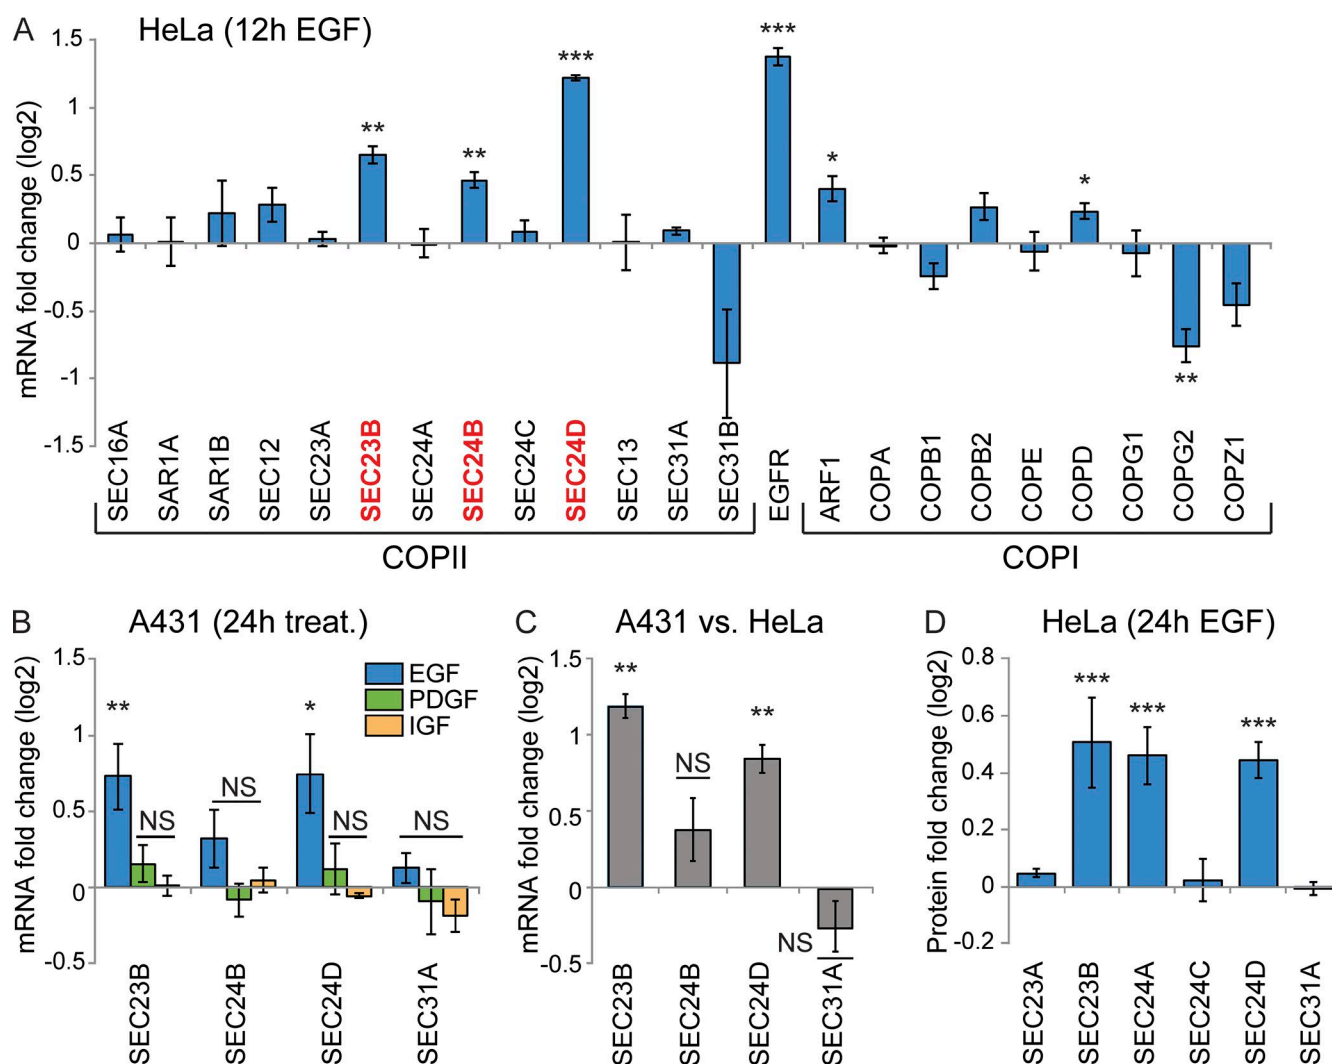 A
HeLa (12h EGF)
mRNA fold change (log2)
1.5
1
0.5
0
-0.5
-1
-1.5
**
**
***
***
*
*
**
SEC16A
SAR1A
SAR1B
SEC12
SEC23A
SEC23B
SEC24A
SEC24B
SEC24C
SEC24D
SEC13
SEC31A
SEC31B
EGFR
ARF1
COPA
COPB1
COPB2
COPE
COPD
COPG1
COPG2
COPZ1
COPII
COPI
B
A431 (24h treat.)
mRNA fold change (log2)
1.5
1
0.5
0
-0.5
EGF
PDGF
IGF
**
NS
NS
*
NS
NS
SEC23B
SEC24B
SEC24D
SEC31A
C
A431 vs. HeLa
mRNA fold change (log2)
1.5
1
0.5
0
-0.5
**
NS
**
NS
SEC23B
SEC24B
SEC24D
SEC31A
D
HeLa (24h EGF)
Protein fold change (log2)
0.8
0.6
0.4
0.2
0
-0.2
***
***
***
SEC23A
SEC23B
SEC24A
SEC24C
SEC24D
SEC31A